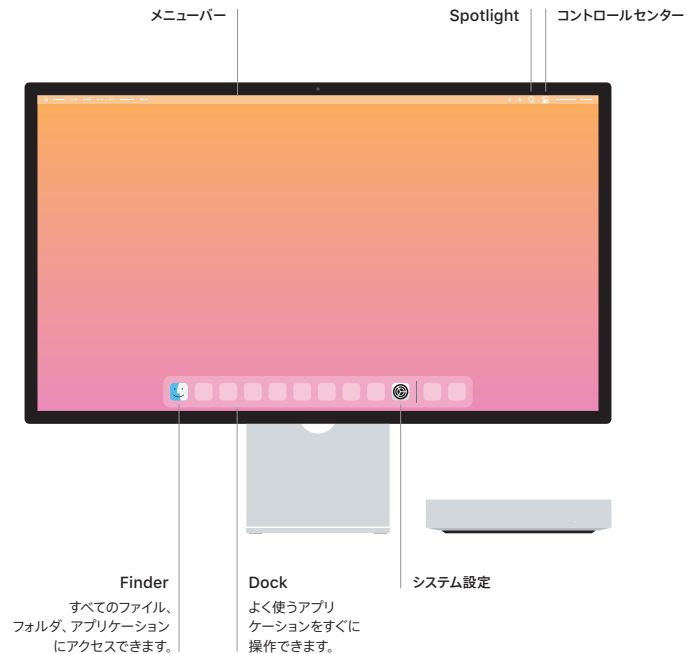 メニューバー
Spotlight
コントロールセンター
Finder
すべてのファイル、
フォルダ、アプリケーション
にアクセスできます。
Dock
よく使うアプリ
ケーションをすぐに
操作できます。
システム設定